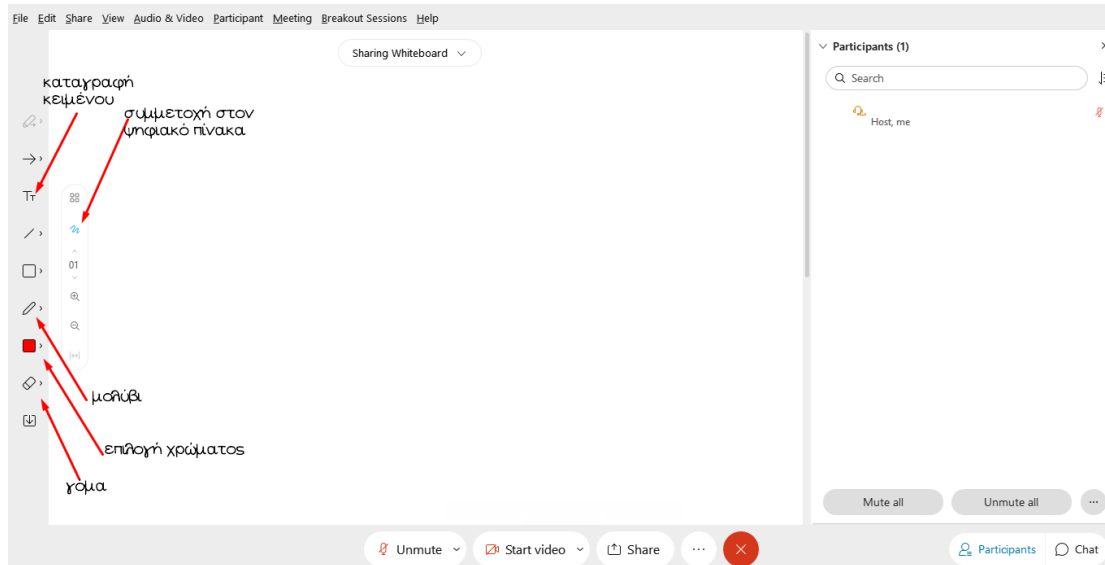 File Edit Share View Audio & Video Participant Meeting Breakout Sessions Help
Sharing Whiteboard
Participants (1)
Search
Host, me
καταγραφή
κειμένου
συμμετοχή στον
ψηφιακό πίνακα
01
μολύβι
επιλογή χρώματος
γομα
Mute all Unmute all
Unmute Start video Share
Participants Chat